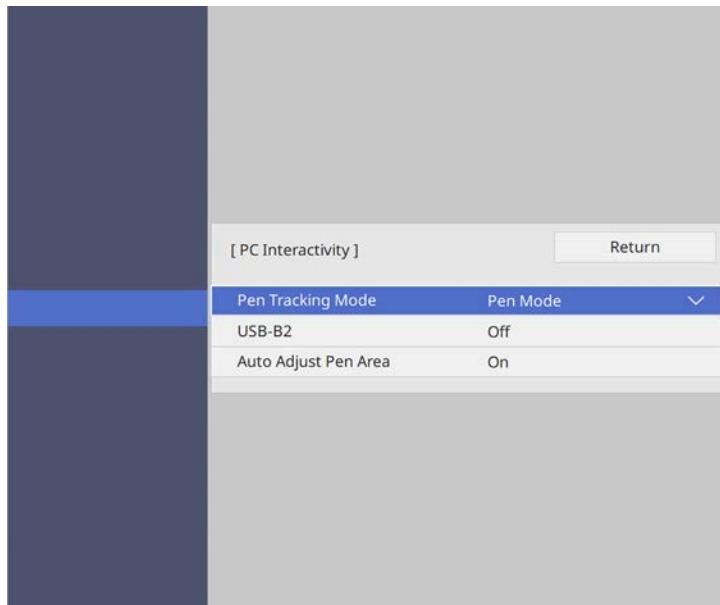 [ PC Interactivity ] Return
Pen Tracking Mode Pen Mode
USB-B2 Off
Auto Adjust Pen Area On